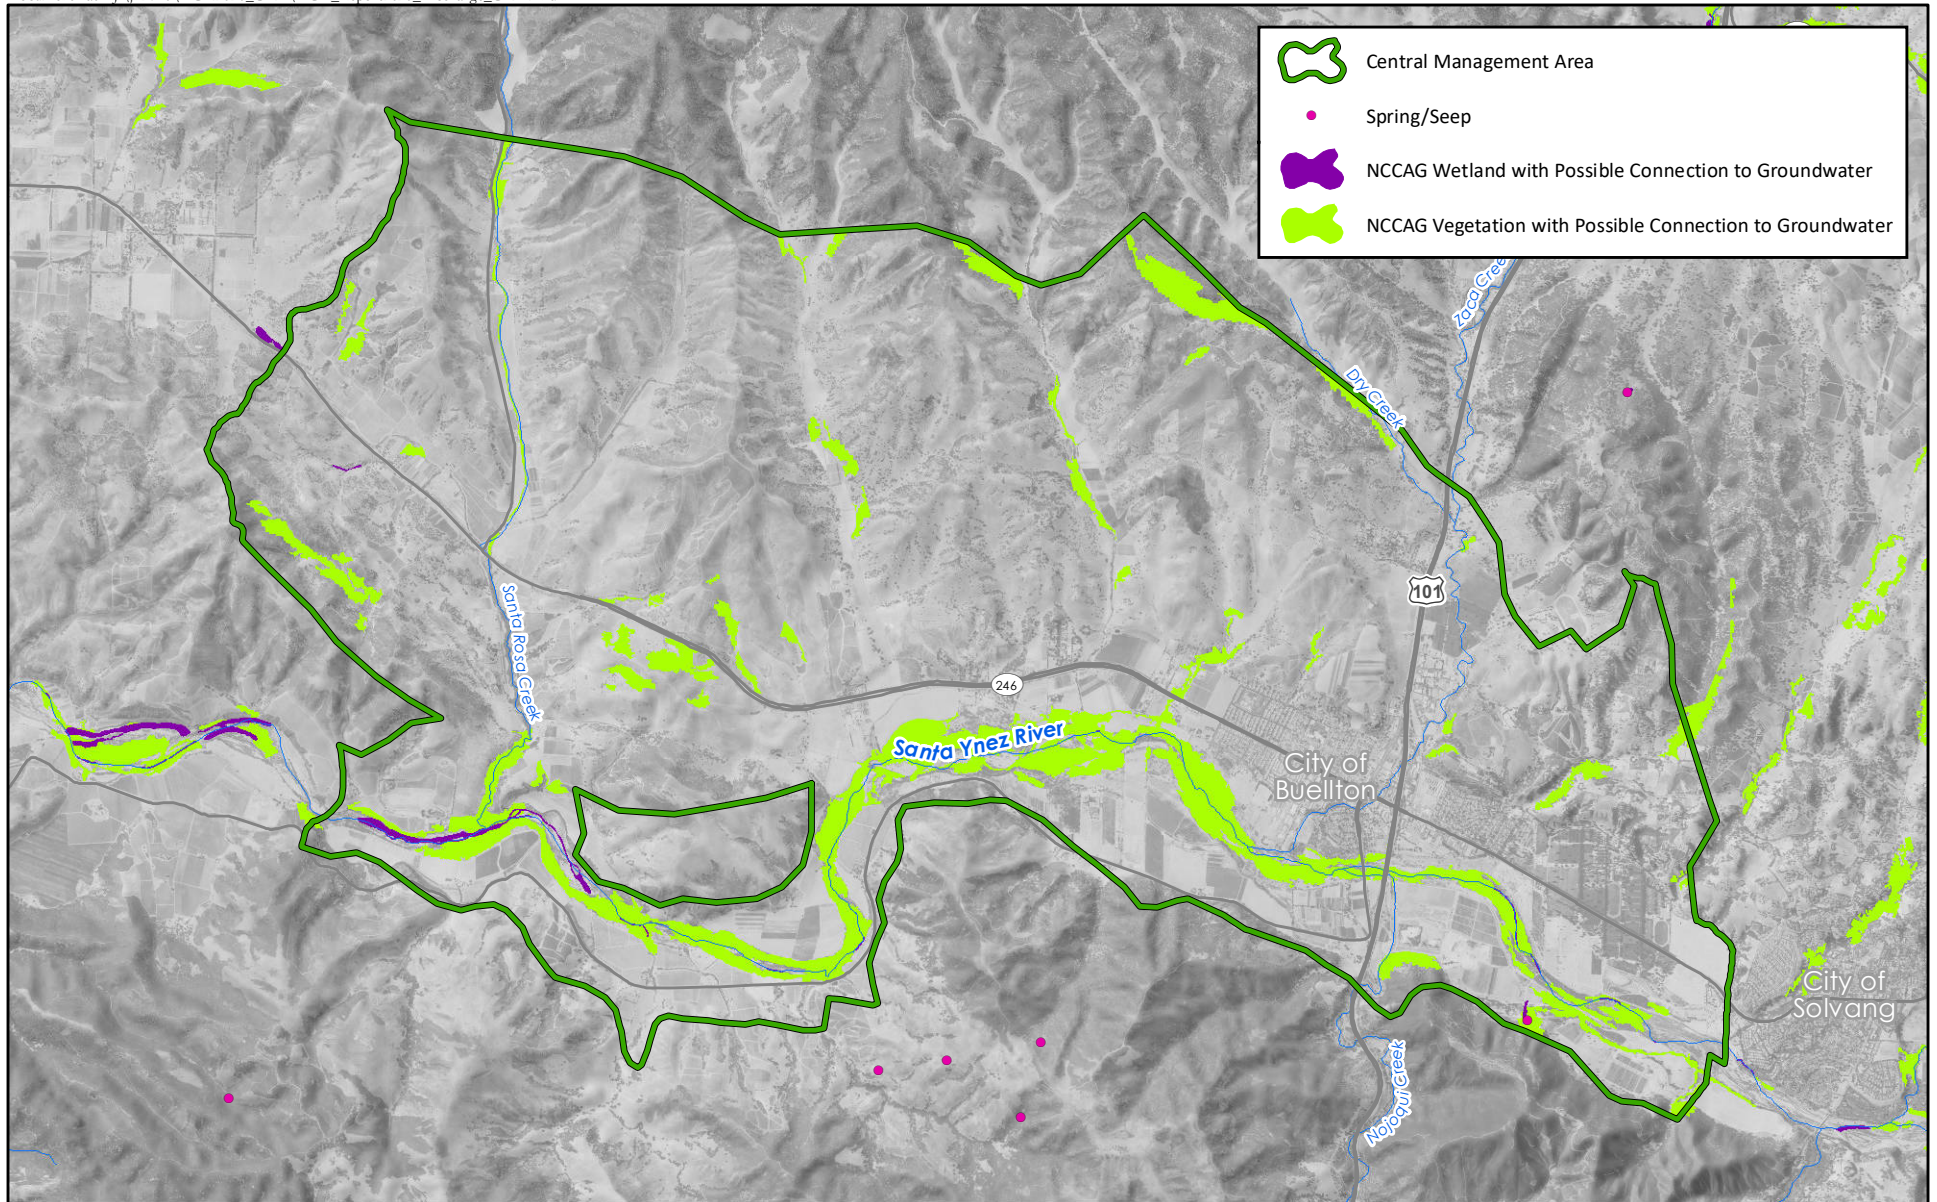 Central Management Area
Spring/Seep
NCCAG Wetland with Possible Connection to Groundwater
NCCAG Vegetation with Possible Connection to Groundwater
Zaca
Dry Creek
101
Santa Rosa Creek
246
Santa Ynez River
City of
Buellton
City of
Solvang
Nojoqui Creek